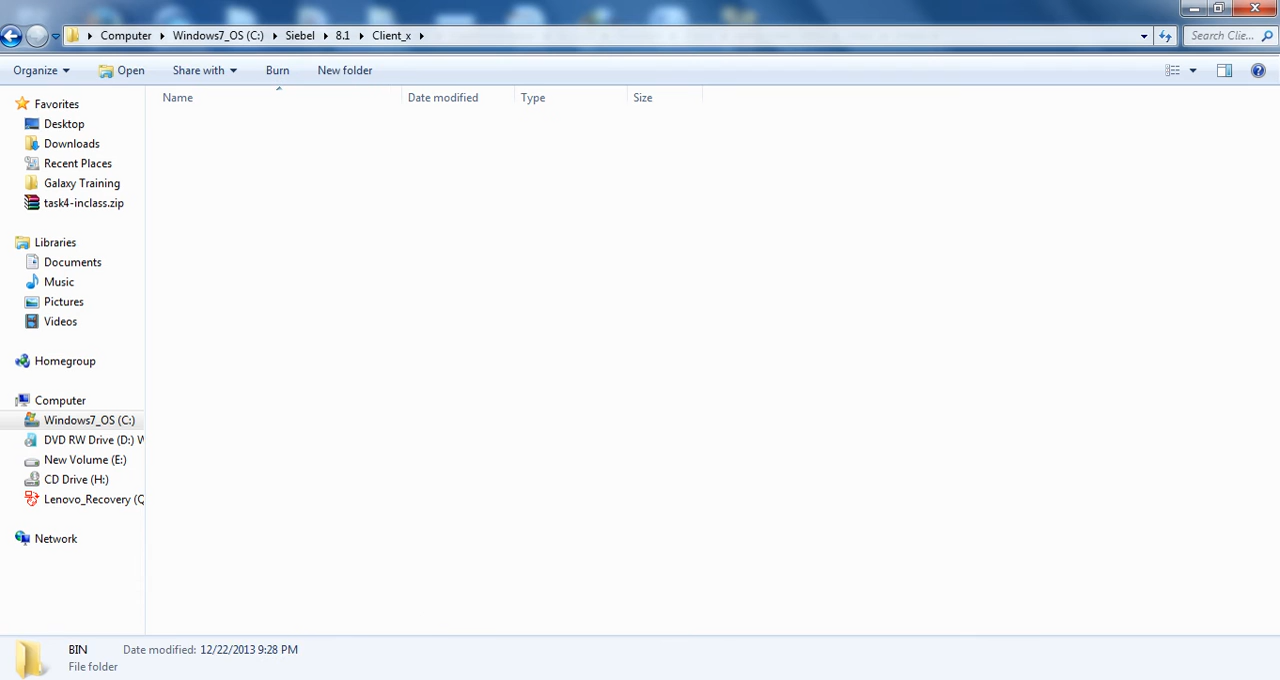 Computer Windows7_OS (C:) Siebel 8.1 Client_x Search Clie...
Organize Open Share with Burn New folder
Name Date modified Type Size
Favorites
Desktop
Downloads
Recent Places
Galaxy Training
task4-inclass.zip
Libraries
Documents
Music
Pictures
Videos
Homegroup
Computer
Windows7_OS (C:)
DVD RW Drive (D:) W
New Volume (E:)
CD Drive (H:)
Lenovo_Recovery (Q
Network
BIN Date modified: 12/22/2013 9:28 PM
File folder